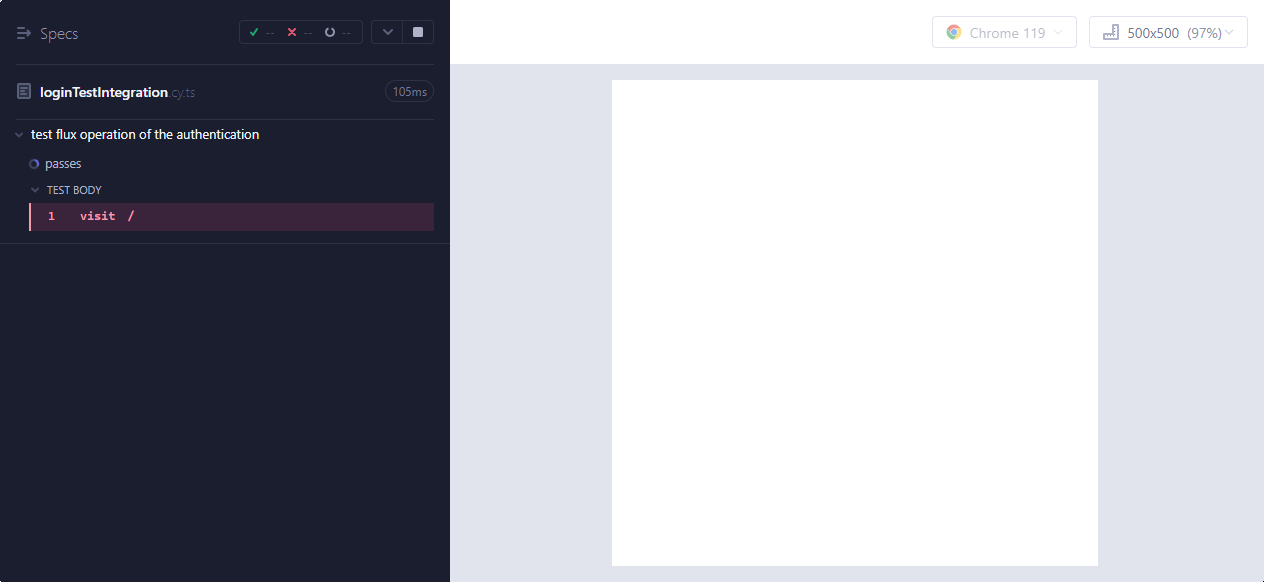 Specs
-- -- --
loginTestIntegration.cy.ts
105ms
test flux operation of the authentication
passes
TEST BODY
1 visit /
Chrome 119
500x500 (97%)